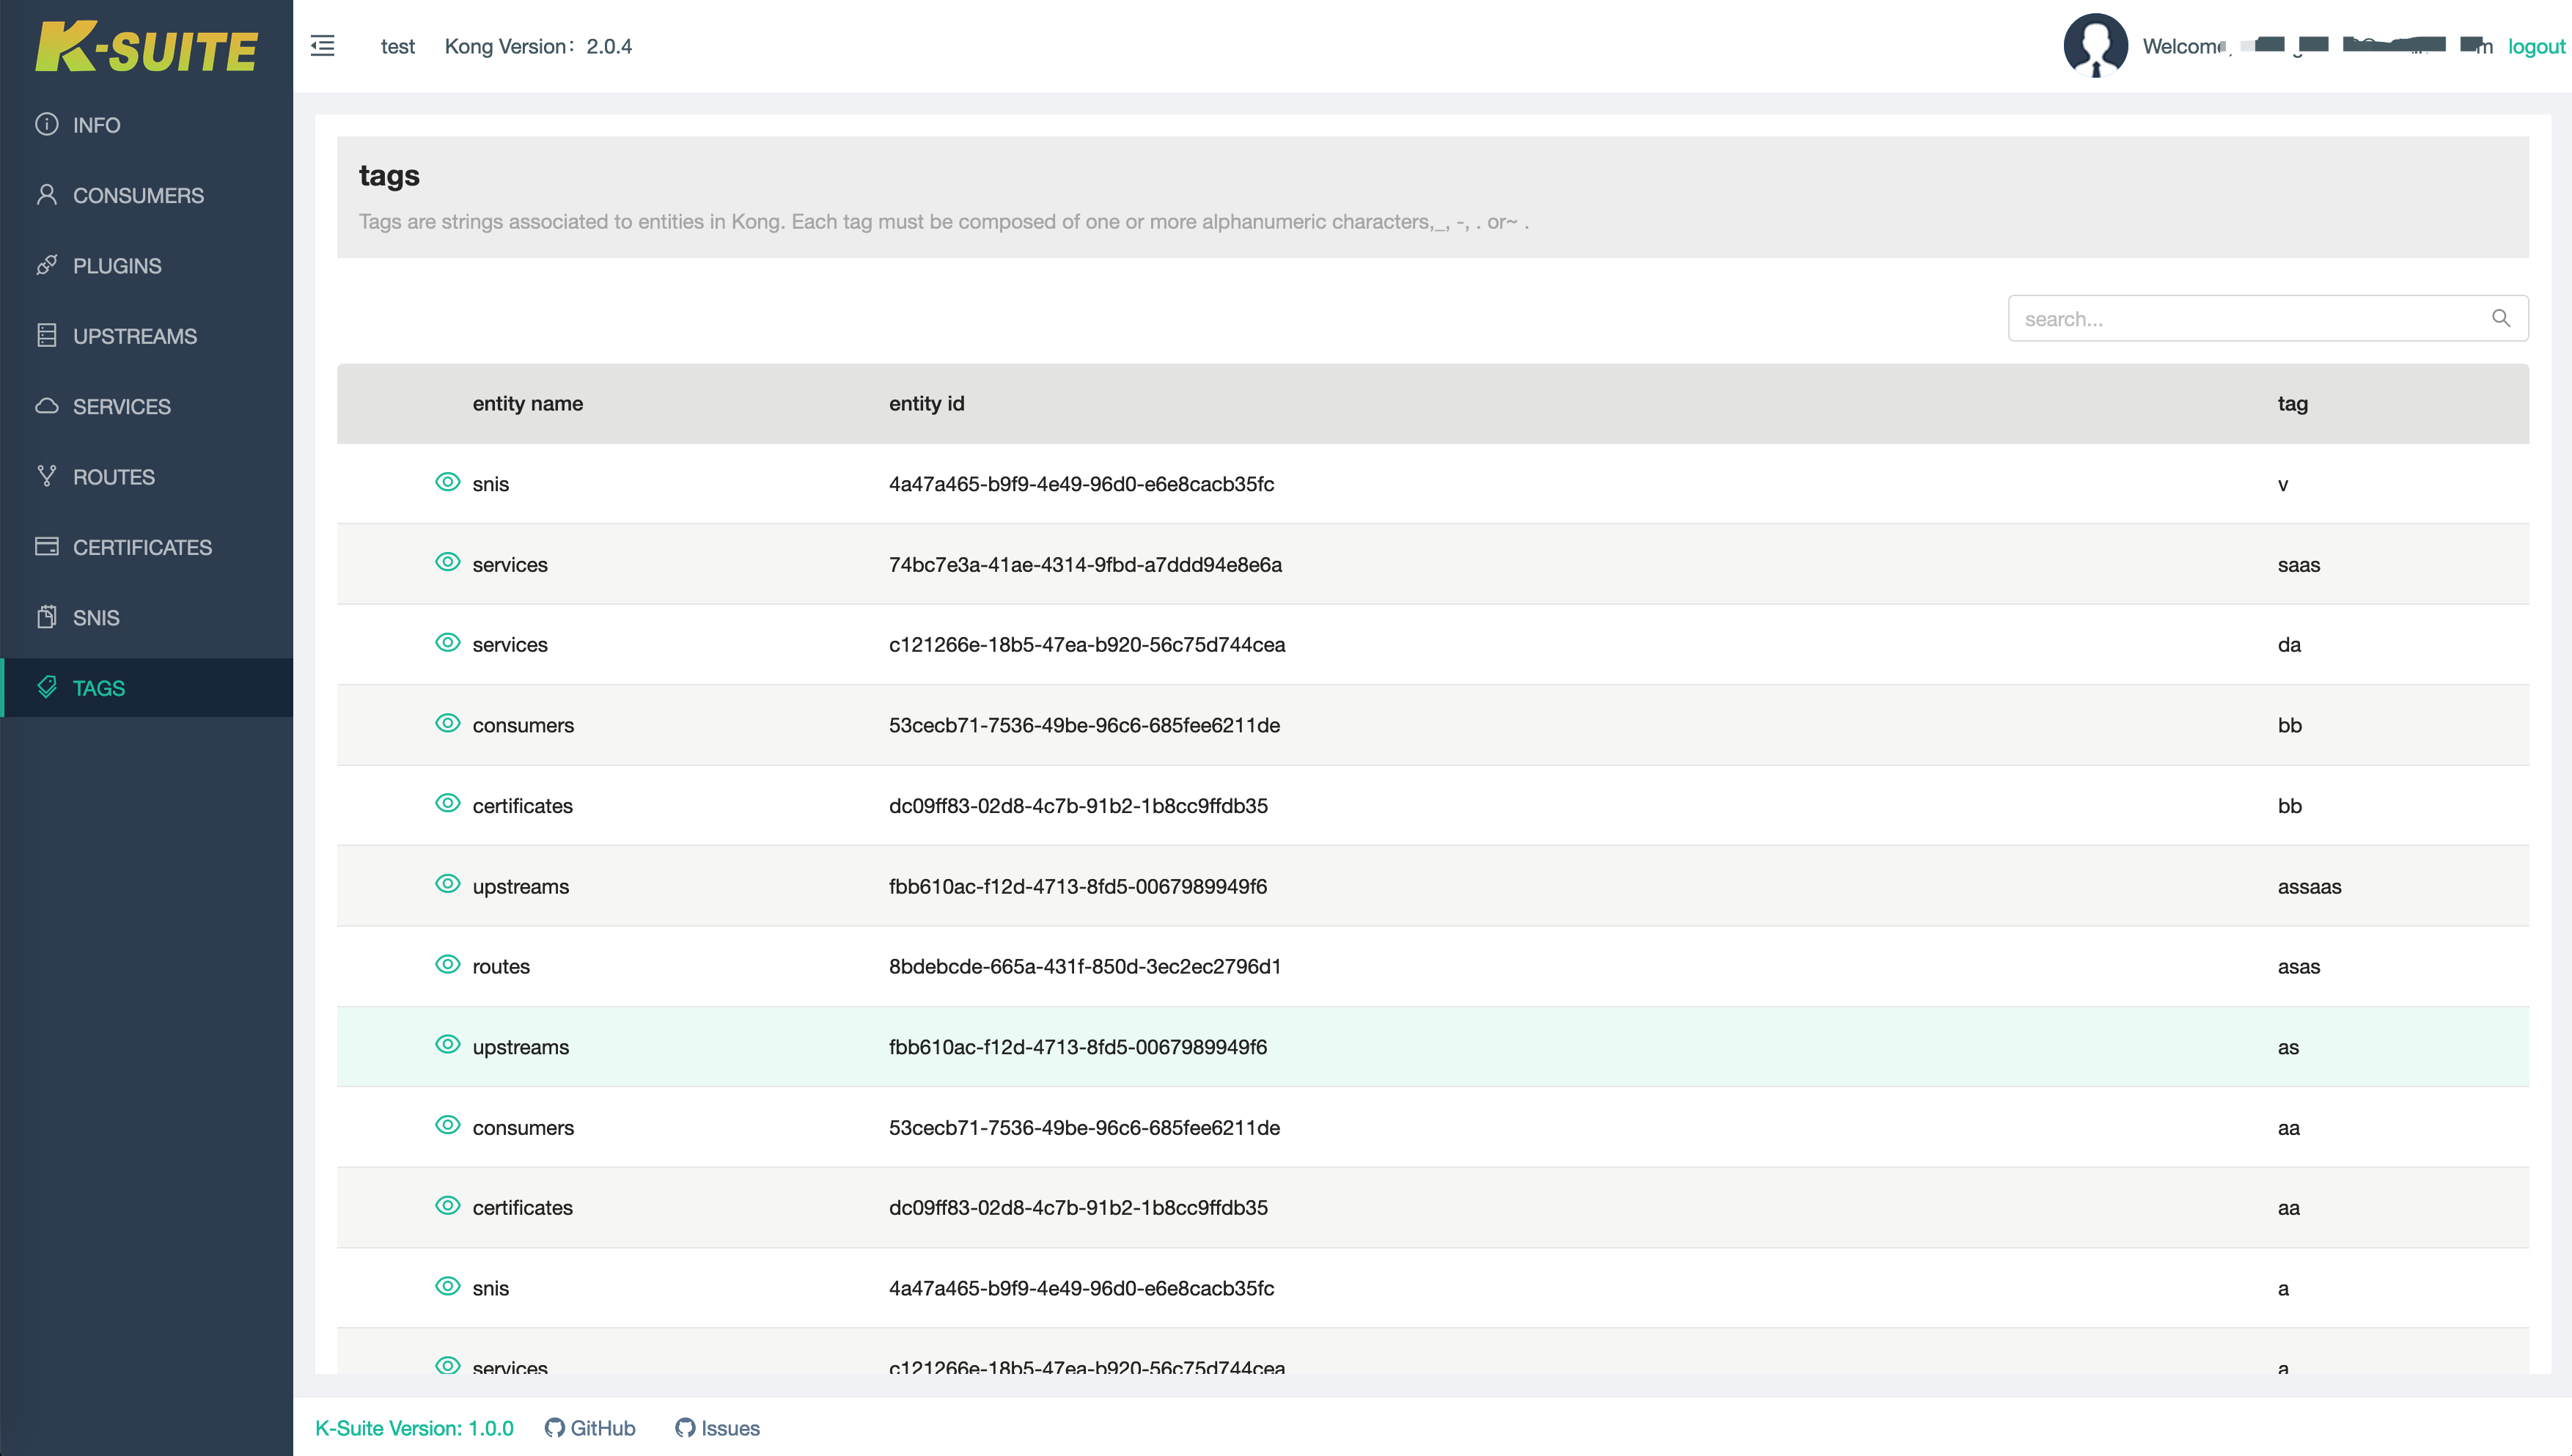 K-SUITE
test Kong Version：2.0.4
Welcome, logout
INFO
CONSUMERS
PLUGINS
UPSTREAMS
SERVICES
ROUTES
CERTIFICATES
SNIS
TAGS
tags
Tags are strings associated to entities in Kong. Each tag must be composed of one or more alphanumeric characters,_, -, . or~ .
search...
entity name entity id tag
snis 4a47a465-b9f9-4e49-96d0-e6e8cacb35fc v
services 74bc7e3a-41ae-4314-9fbd-a7ddd94e8e6a saas
services c121266e-18b5-47ea-b920-56c75d744cea da
consumers 53cecb71-7536-49be-96c6-685fee6211de bb
certificates dc09ff83-02d8-4c7b-91b2-1b8cc9ffdb35 bb
upstreams fbb610ac-f12d-4713-8fd5-0067989949f6 assaas
routes 8bdebcde-665a-431f-850d-3ec2ec2796d1 asas
upstreams fbb610ac-f12d-4713-8fd5-0067989949f6 as
consumers 53cecb71-7536-49be-96c6-685fee6211de aa
certificates dc09ff83-02d8-4c7b-91b2-1b8cc9ffdb35 aa
snis 4a47a465-b9f9-4e49-96d0-e6e8cacb35fc a
services c121266e-18b5-47ea-b920-56c75d744cea a
K-Suite Version: 1.0.0 GitHub Issues